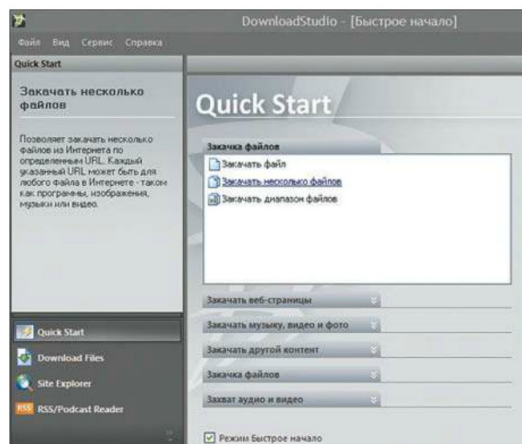 DownloadStudio - [Быстрое начало]
Файл Вид Сервис Справка
Quick Start
Закачать несколько
файлов
Позволяет закачать несколько
файлов из Интернета по
определенным URL. Каждый
указанный URL может быть для
любого файла в Интернете - таком
как программы, изображения,
музыки или видео.
Quick Start
Download Files
Site Explorer
RSS RSS/Podcast Reader
Quick Start
Закачка файлов
Закачать файл
Закачать несколько файлов
Закачать диапазон файлов
Закачать веб-страницы
Закачать музыку, видео и фото
Закачать другой контент
Закачка файлов
Захват аудио и видео
Режим Быстрое начало